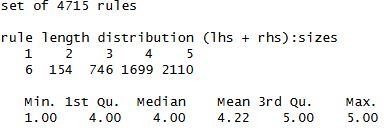 set of 4715 rules
rule length distribution (lhs + rhs):sizes
1 2 3 4 5
6 154 746 1699 2110
Min. 1st Qu. Median Mean 3rd Qu. Max.
1.00 4.00 4.00 4.22 5.00 5.00